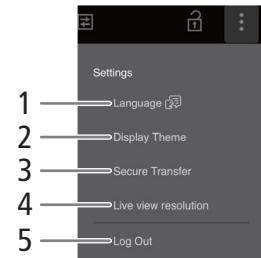 Settings
1 Language
2 Display Theme
3 Secure Transfer
4 Live view resolution
5 Log Out